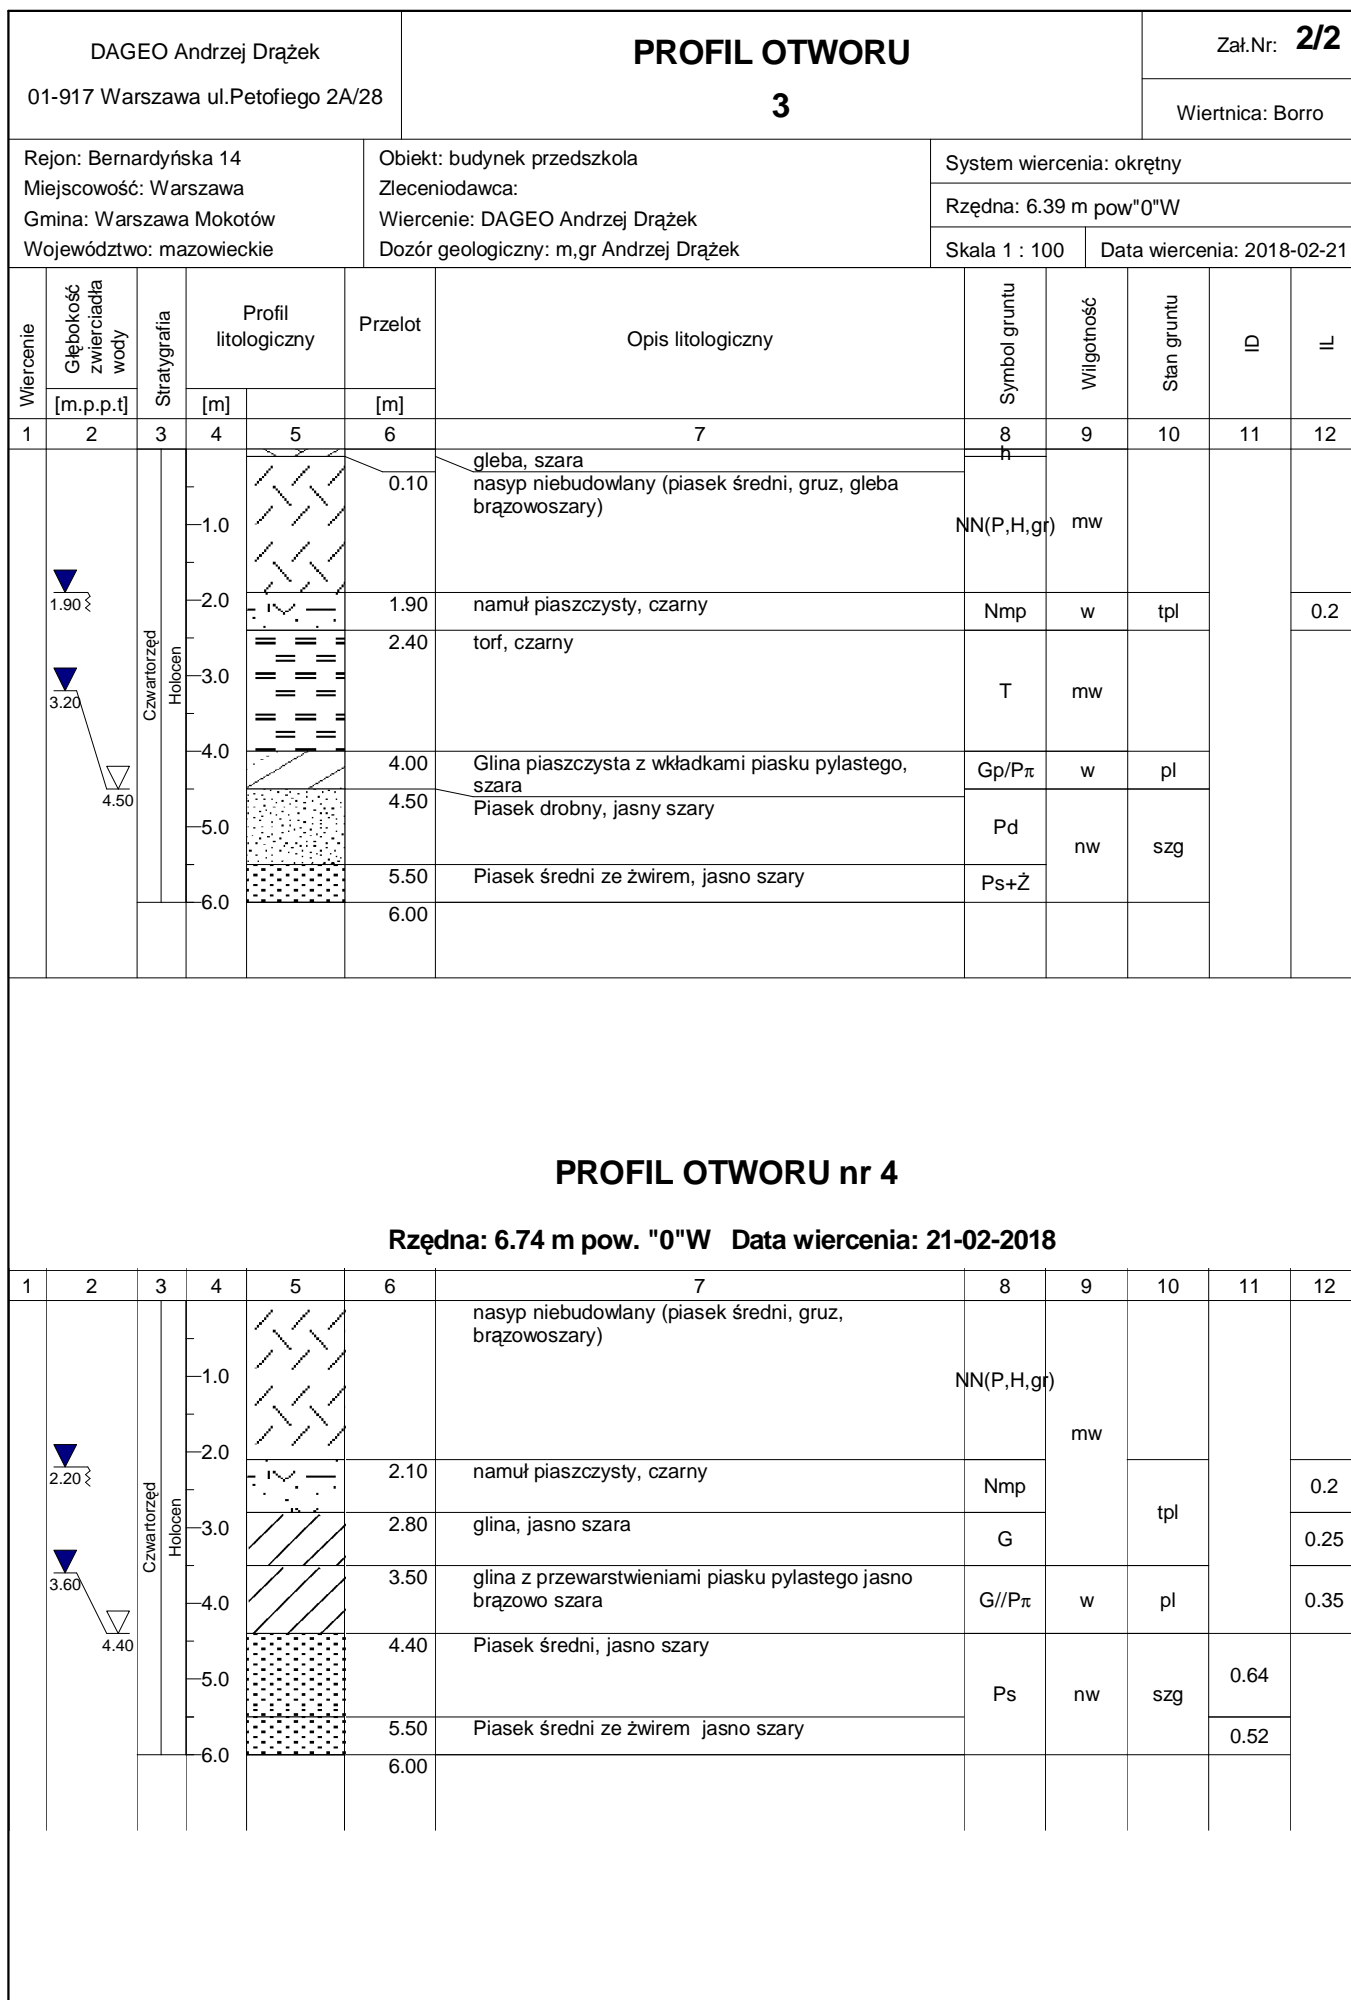 DAGEO Andrzej Drążek
01-917 Warszawa ul.Petofiego 2A/28
PROFIL OTWORU
3
Zał.Nr: 2/2
Wiertnica: Borro
Rejon: Bernardyńska 14
Miejscowość: Warszawa
Gmina: Warszawa Mokotów
Województwo: mazowieckie
Obiekt: budynek przedszkola
Zleceniodawca:
Wiercenie: DAGEO Andrzej Drążek
Dozór geologiczny: m,gr Andrzej Drążek
System wiercenia: okrętny
Rzędna: 6.39 m pow"0"W
Skala 1 : 100 Data wiercenia: 2018-02-21
Wiercenie
Głębokość
zwierciadła
wody
[m.p.p.t]
Stratygrafia
Profil
litologiczny
[m]
Przelot
[m]
Opis litologiczny
Symbol gruntu
Wilgotność
Stan gruntu
ID
IL
1 2 3 4 5 6 7 8 9 10 11 12
gleba, szara h
0.10 nasyp niebudowlany (piasek średni, gruz, gleba
brązowoszary)
1.0 NN(P,H,gr) mw
1.90
2.0 1.90 namuł piaszczysty, czarny Nmp w tpl 0.2
2.40 torf, czarny
Czwartorzęd
Holocen
3.0
3.20
T mw
4.0
4.00 Glina piaszczysta z wkładkami piasku pylastego,
szara Gp/Pπ w pl
4.50
4.50 Piasek drobny, jasny szary
5.0 Pd
nw szg
5.50 Piasek średni ze żwirem, jasno szary Ps+Ż
6.0
6.00
PROFIL OTWORU nr 4
Rzędna: 6.74 m pow. "0"W Data wiercenia: 21-02-2018
1 2 3 4 5 6 7 8 9 10 11 12
nasyp niebudowlany (piasek średni, gruz,
brązowoszary)
1.0 NN(P,H,gr)
mw
2.0
2.20
2.10 namuł piaszczysty, czarny Nmp 0.2
tpl
2.80 glina, jasno szara
3.0 G 0.25
Czwartorzęd
Holocen
3.60
3.50 glina z przewarstwieniami piasku pylastego jasno
brązowo szara
4.0 G//Pπ w pl 0.35
4.40
4.40 Piasek średni, jasno szary
5.0 0.64
Ps nw szg
5.50 Piasek średni ze żwirem jasno szary 0.52
6.0
6.00